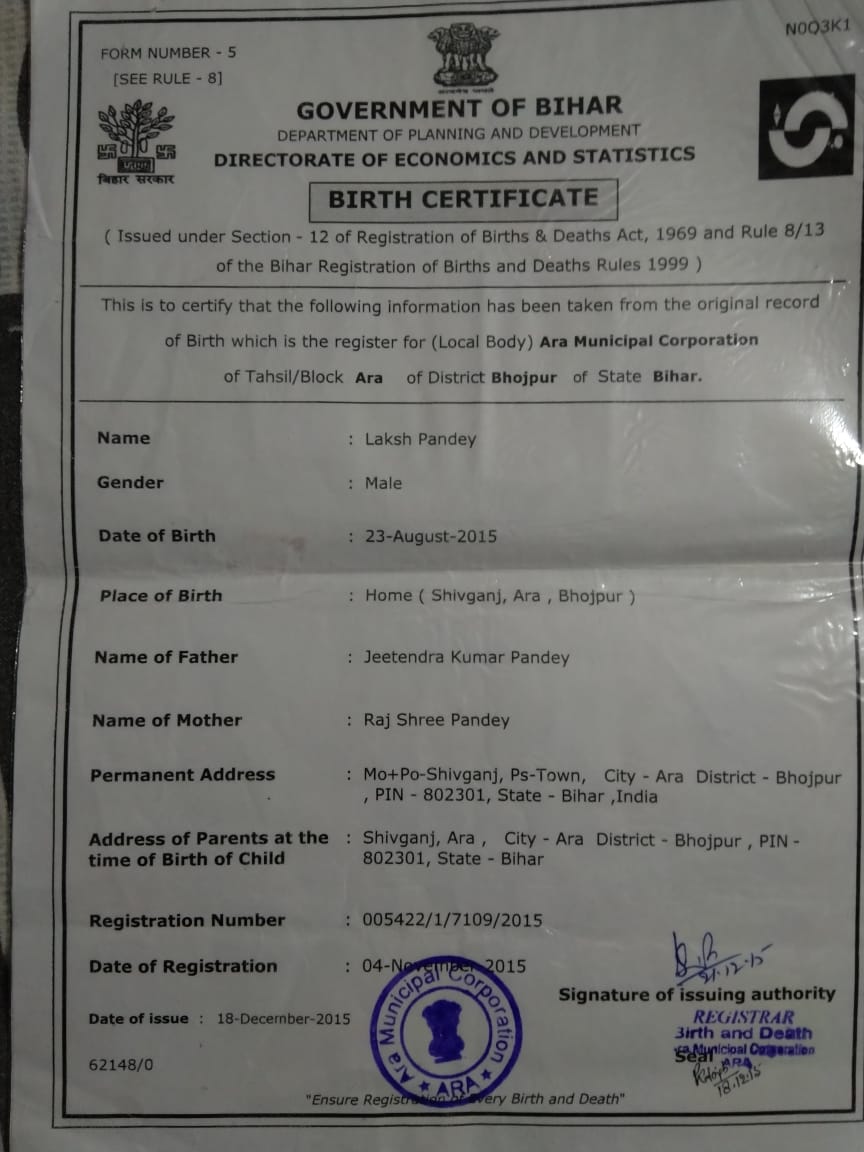 N0Q3K1
FORM NUMBER - 5
[SEE RULE - 8]
सत्यमेव जयते
GOVERNMENT OF BIHAR
DEPARTMENT OF PLANNING AND DEVELOPMENT
DIRECTORATE OF ECONOMICS AND STATISTICS
बिहार सरकार
BIRTH CERTIFICATE
( Issued under Section - 12 of Registration of Births & Deaths Act, 1969 and Rule 8/13
of the Bihar Registration of Births and Deaths Rules 1999 )
This is to certify that the following information has been taken from the original record
of Birth which is the register for (Local Body) Ara Municipal Corporation
of Tahsil/Block Ara of District Bhojpur of State Bihar.
Name : Laksh Pandey
Gender : Male
Date of Birth : 23-August-2015
Place of Birth : Home ( Shivganj, Ara , Bhojpur )
Name of Father : Jeetendra Kumar Pandey
Name of Mother : Raj Shree Pandey
Permanent Address : Mo+Po-Shivganj, Ps-Town, City - Ara District - Bhojpur
, PIN - 802301, State - Bihar ,India
Address of Parents at the : Shivganj, Ara , City - Ara District - Bhojpur , PIN -
time of Birth of Child 802301, State - Bihar
Registration Number : 005422/1/7109/2015
Date of Registration : 04-November-2015
21.12.15
Signature of issuing authority
Date of issue : 18-December-2015
REGISTRAR
Birth and Death
Ara Municipal Corporation
Seal ARA
18.12.15
62148/0
Ara Municipal Corporation
★ ARA ★
"Ensure Registration of Every Birth and Death"